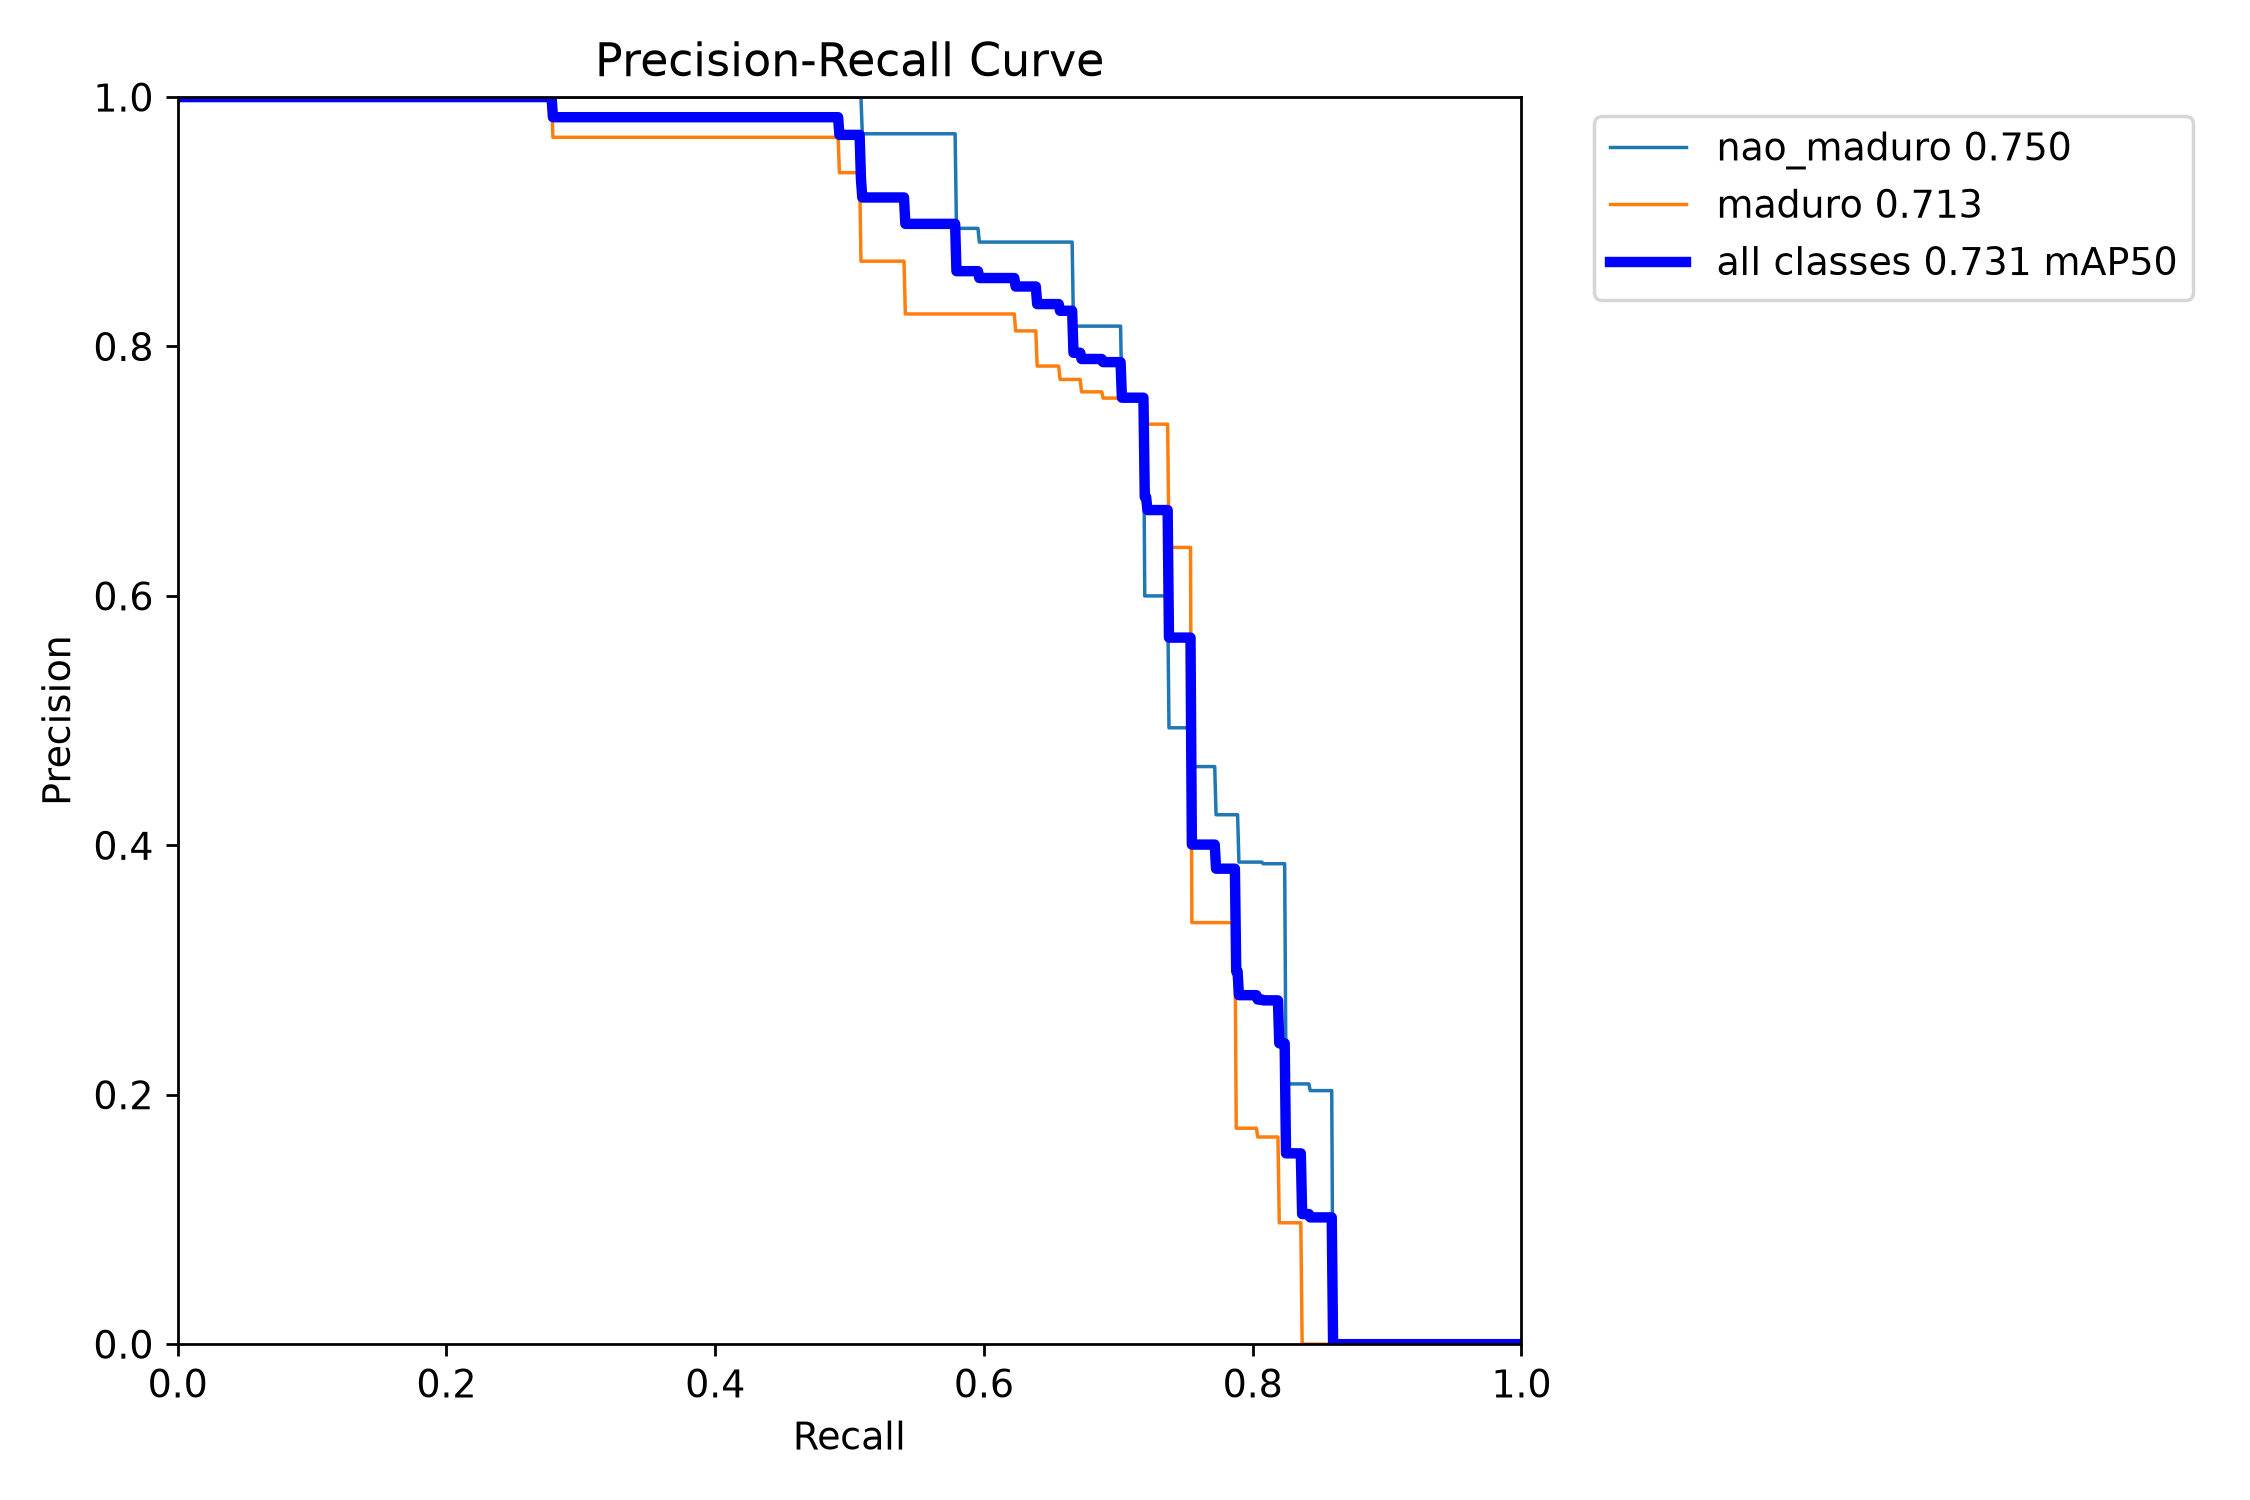 Precision-Recall Curve
1.0
0.8
0.6
0.4
0.2
0.0
Precision
0.0 0.2 0.4 0.6 0.8 1.0
Recall
nao_maduro 0.750
maduro 0.713
all classes 0.731 mAP50